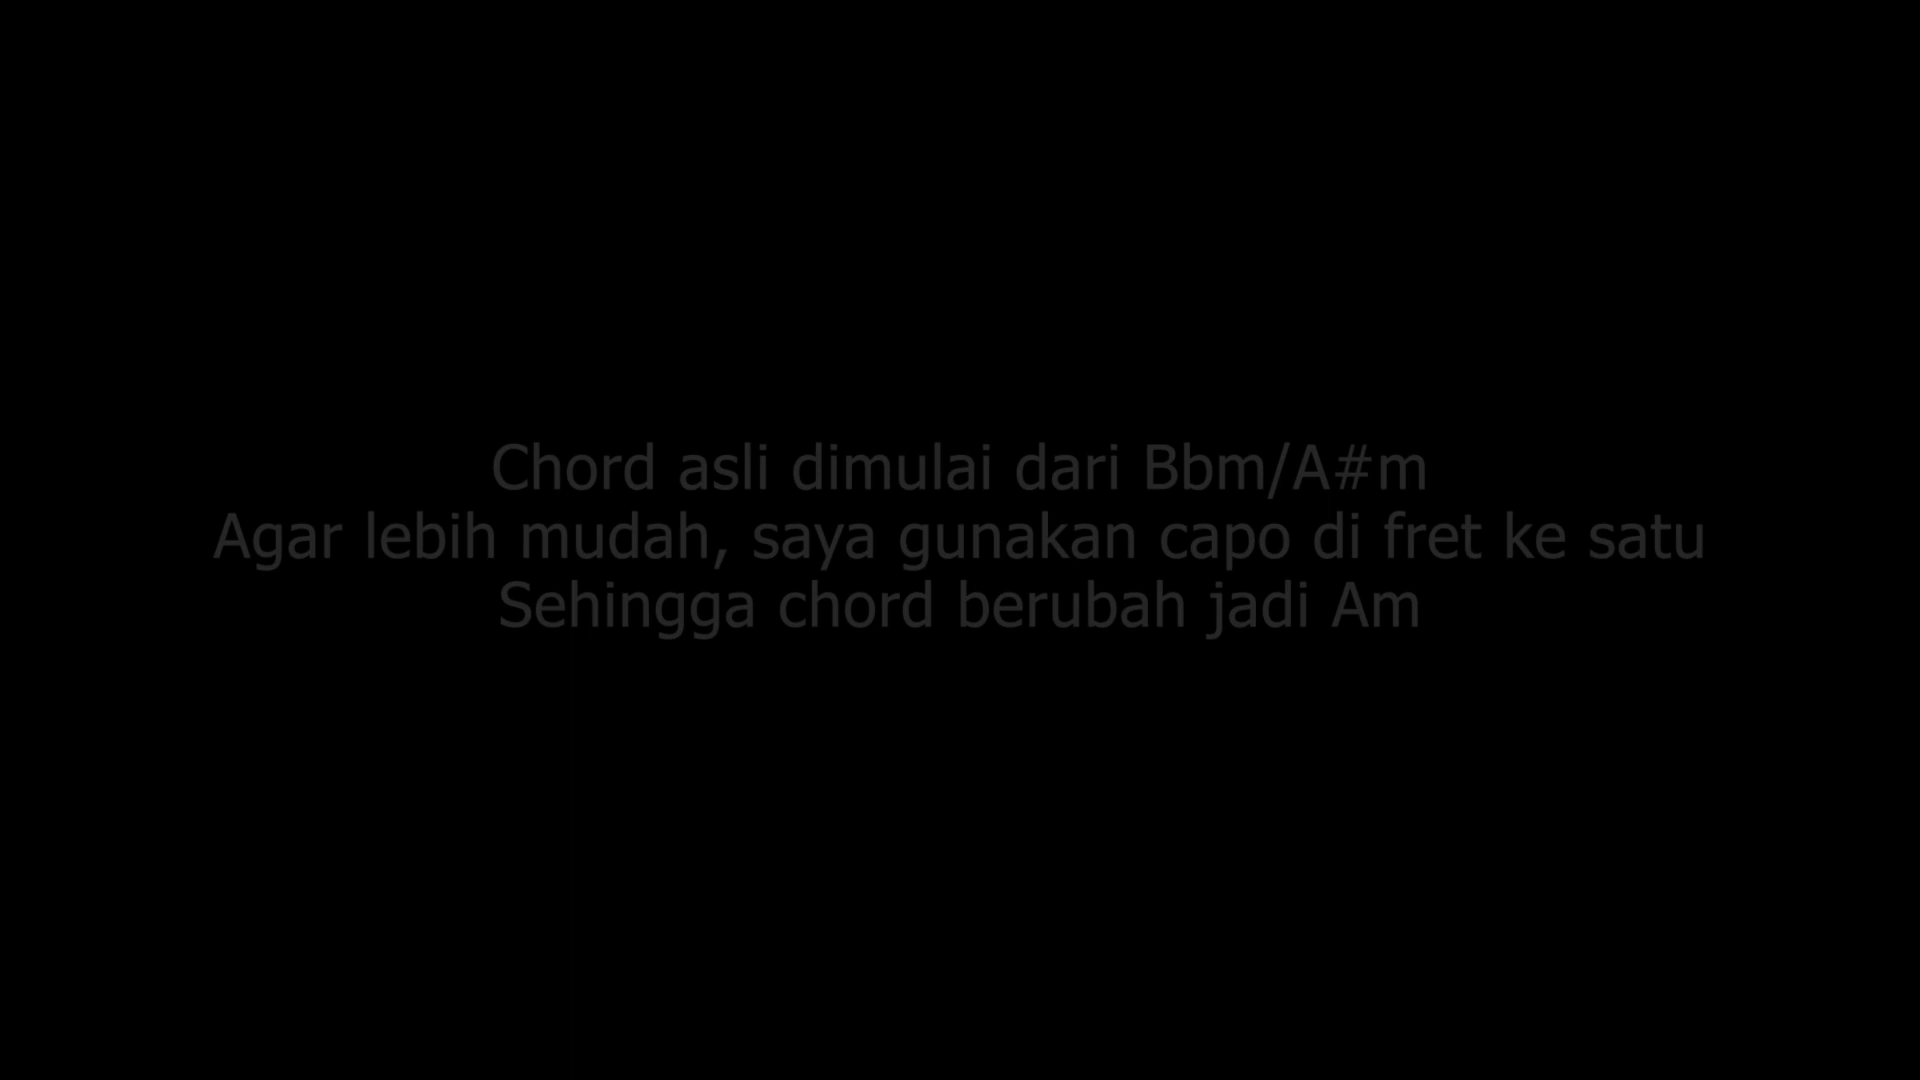 Chord asli dimulai dari Bbm/A#m
Agar lebih mudah, saya gunakan capo di fret ke satu
Sehingga chord berubah jadi Am